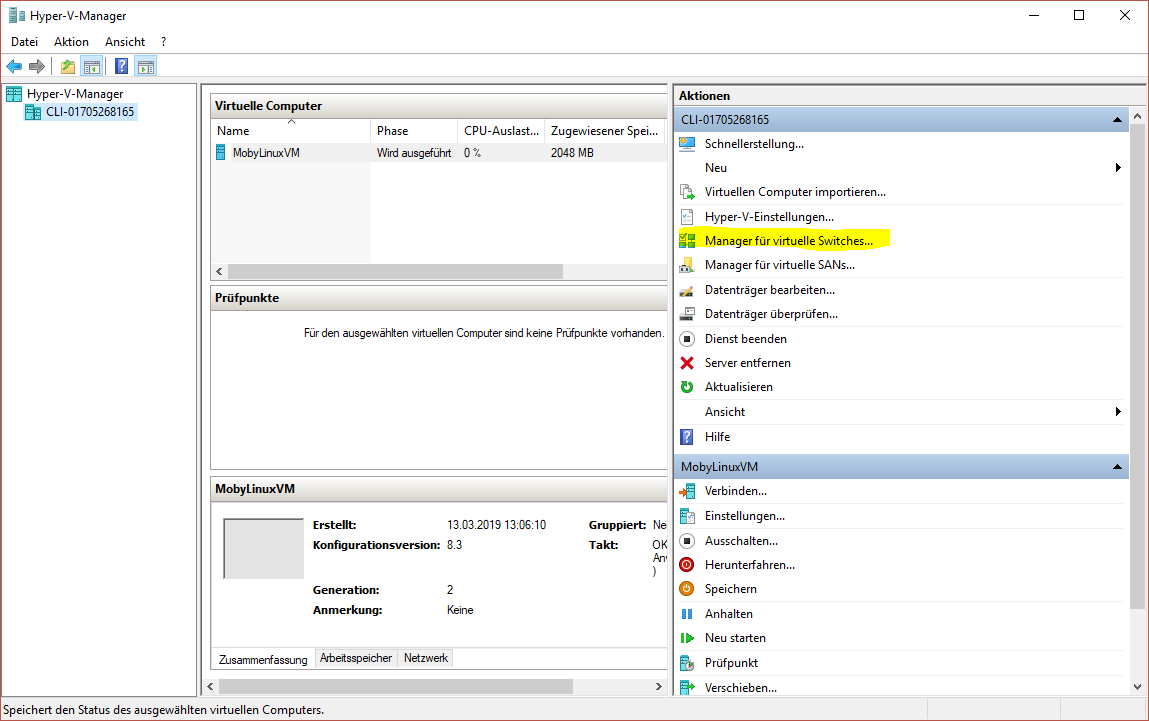 Hyper-V-Manager
Datei Aktion Ansicht ?
Hyper-V-Manager
CLI-01705268165
Virtuelle Computer
Name Phase CPU-Auslast... Zugewiesener Spei...
MobyLinuxVM Wird ausgeführt 0 % 2048 MB
Prüfpunkte
Für den ausgewählten virtuellen Computer sind keine Prüfpunkte vorhanden.
MobyLinuxVM
Erstellt: 13.03.2019 13:06:10 Gruppiert:
Konfigurationsversion: 8.3 Takt: OK
)
Generation: 2
Anmerkung: Keine
Zusammenfassung Arbeitsspeicher Netzwerk
Aktionen
CLI-01705268165
Schnellerstellung...
Neu
Virtuellen Computer importieren...
Hyper-V-Einstellungen...
Manager für virtuelle Switches...
Manager für virtuelle SANs...
Datenträger bearbeiten...
Datenträger überprüfen...
Dienst beenden
Server entfernen
Aktualisieren
Ansicht
Hilfe
MobyLinuxVM
Verbinden...
Einstellungen...
Ausschalten...
Herunterfahren...
Speichern
Anhalten
Neu starten
Prüfpunkt
Verschieben...
Speichert den Status des ausgewählten virtuellen Computers.